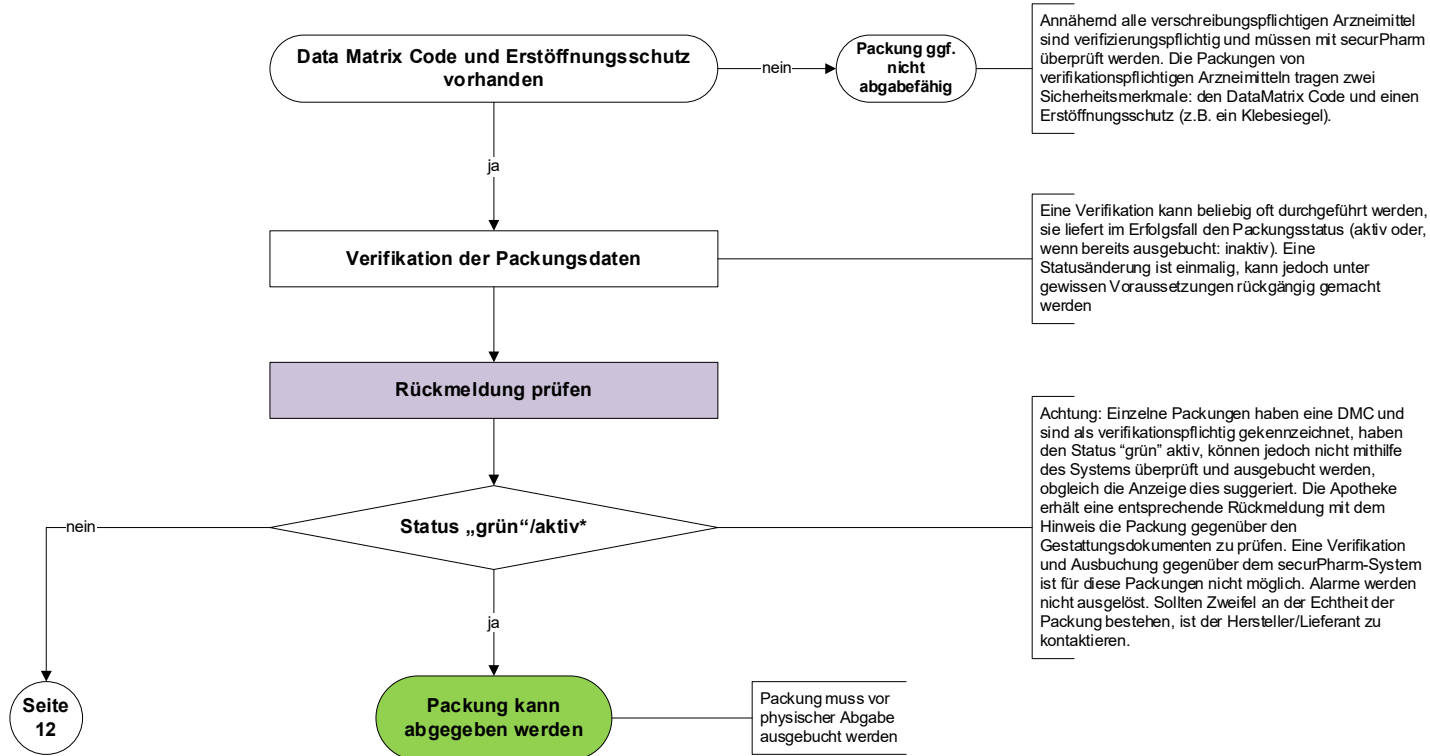 Data Matrix Code und Erstöffnungsschutz
vorhanden
nein
Packung ggf.
nicht
abgabefähig
Annähernd alle verschreibungspflichtigen Arzneimittel
sind verifizierungspflichtig und müssen mit securPharm
überprüft werden. Die Packungen von
verifikationspflichtigen Arzneimitteln tragen zwei
Sicherheitsmerkmale: den DataMatrix Code und einen
Erstöffnungsschutz (z.B. ein Klebesiegel).
ja
Verifikation der Packungsdaten
Eine Verifikation kann beliebig oft durchgeführt werden,
sie liefert im Erfolgsfall den Packungsstatus (aktiv oder,
wenn bereits ausgebucht: inaktiv). Eine
Statusänderung ist einmalig, kann jedoch unter
gewissen Voraussetzungen rückgängig gemacht
werden
Rückmeldung prüfen
Status „grün“/aktiv*
Achtung: Einzelne Packungen haben eine DMC und
sind als verifikationspflichtig gekennzeichnet, haben
den Status “grün” aktiv, können jedoch nicht mithilfe
des Systems überprüft und ausgebucht werden,
obgleich die Anzeige dies suggeriert. Die Apotheke
erhält eine entsprechende Rückmeldung mit dem
Hinweis die Packung gegenüber den
Gestattungsdokumenten zu prüfen. Eine Verifikation
und Ausbuchung gegenüber dem securPharm-System
ist für diese Packungen nicht möglich. Alarme werden
nicht ausgelöst. Sollten Zweifel an der Echtheit der
Packung bestehen, ist der Hersteller/Lieferant zu
kontaktieren.
nein
ja
Seite
12
Packung kann
abgegeben werden
Packung muss vor
physischer Abgabe
ausgebucht werden